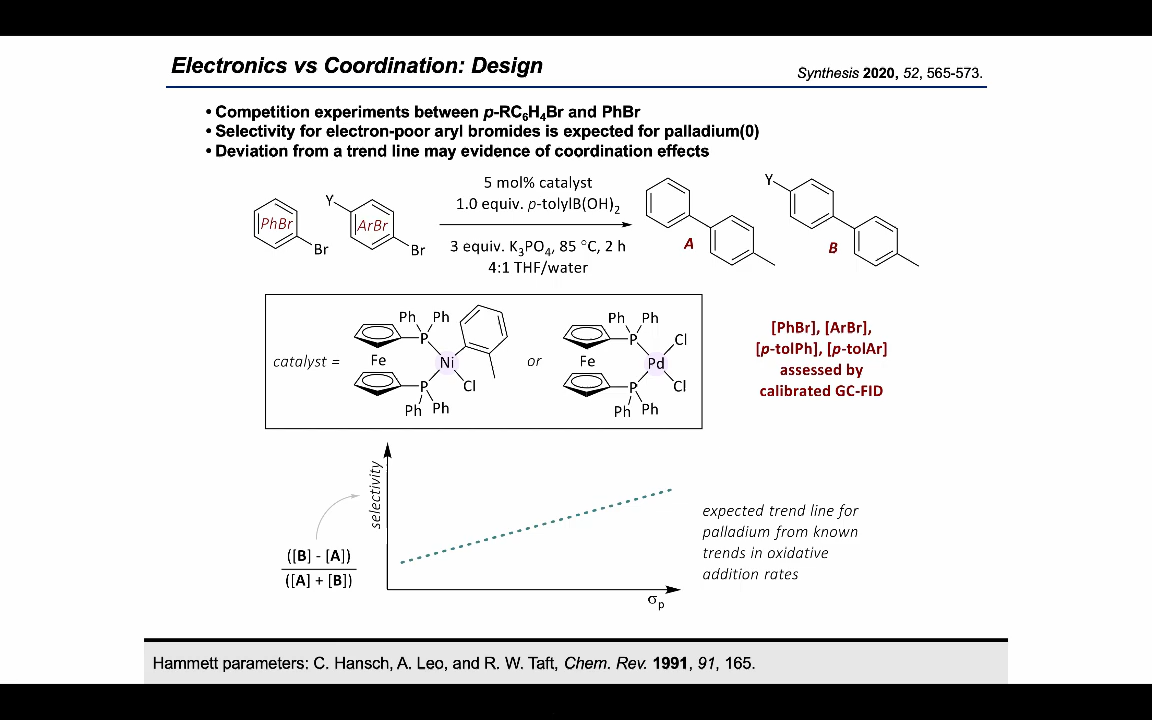 Electronics vs Coordination: Design
Synthesis 2020, 52, 565-573.
• Competition experiments between p-RC₆H₄Br and PhBr
• Selectivity for electron-poor aryl bromides is expected for palladium(0)
• Deviation from a trend line may evidence of coordination effects
PhBr
Br
Y
ArBr
Br
5 mol% catalyst
1.0 equiv. p-tolylB(OH)₂
3 equiv. K₃PO₄, 85 °C, 2 h
4:1 THF/water
A
Y
B
catalyst =
Ph Ph
P
Fe
Ni
Cl
P
Ph Ph
or
Ph Ph
P
Cl
Fe
Pd
P
Cl
Ph Ph
[PhBr], [ArBr],
[p-tolPh], [p-tolAr]
assessed by
calibrated GC-FID
selectivity
([B] - [A])
([A] + [B])
σₚ
expected trend line for
palladium from known
trends in oxidative
addition rates
Hammett parameters: C. Hansch, A. Leo, and R. W. Taft, Chem. Rev. 1991, 91, 165.